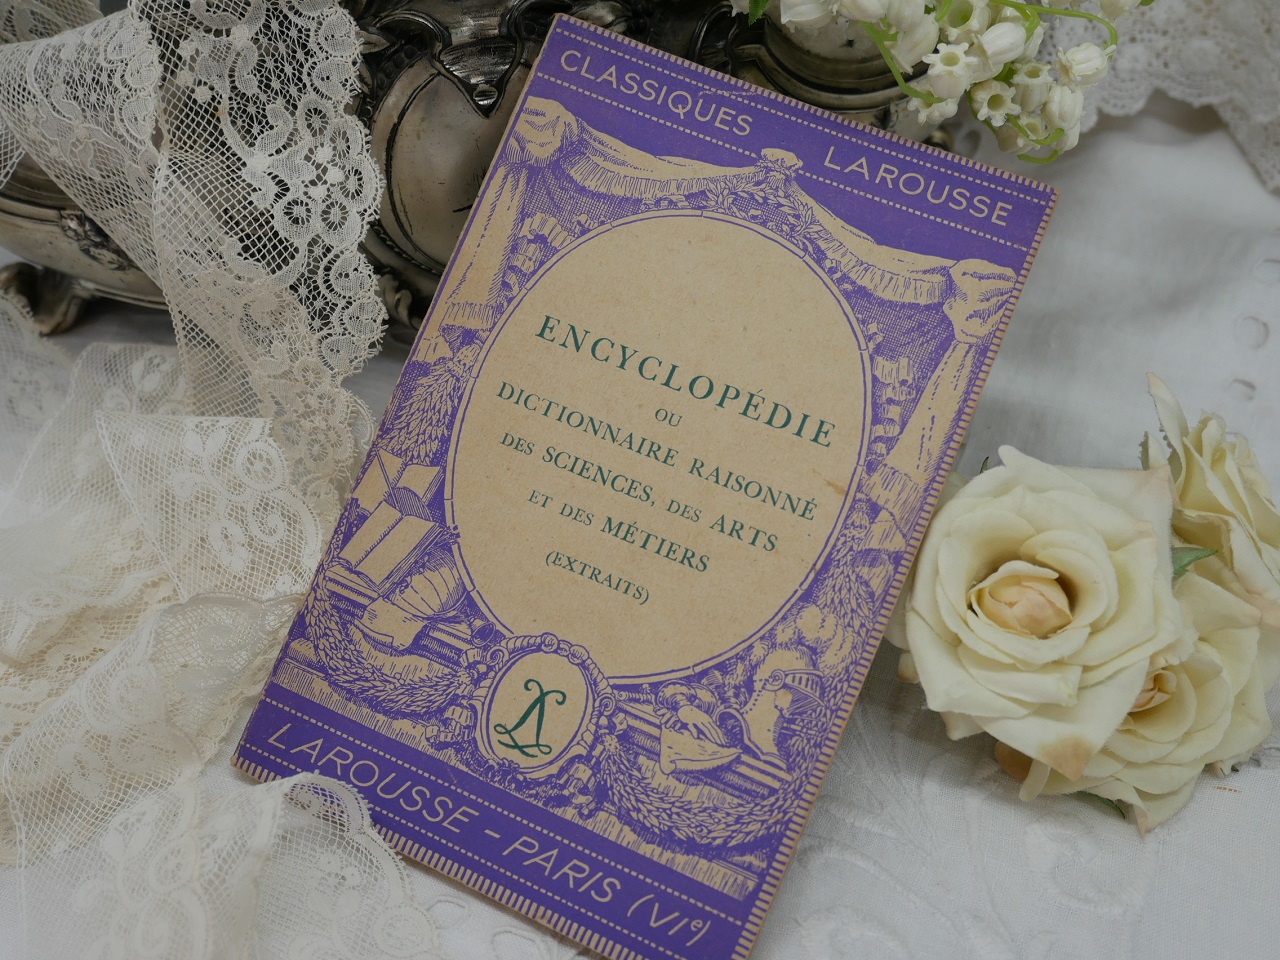 CLASSIQUES LAROUSSE
ENCYCLOPÉDIE
OU
DICTIONNAIRE RAISONNÉ
DES SCIENCES, DES ARTS
ET DES MÉTIERS
(EXTRAITS)
LAROUSSE - PARIS (VIe)